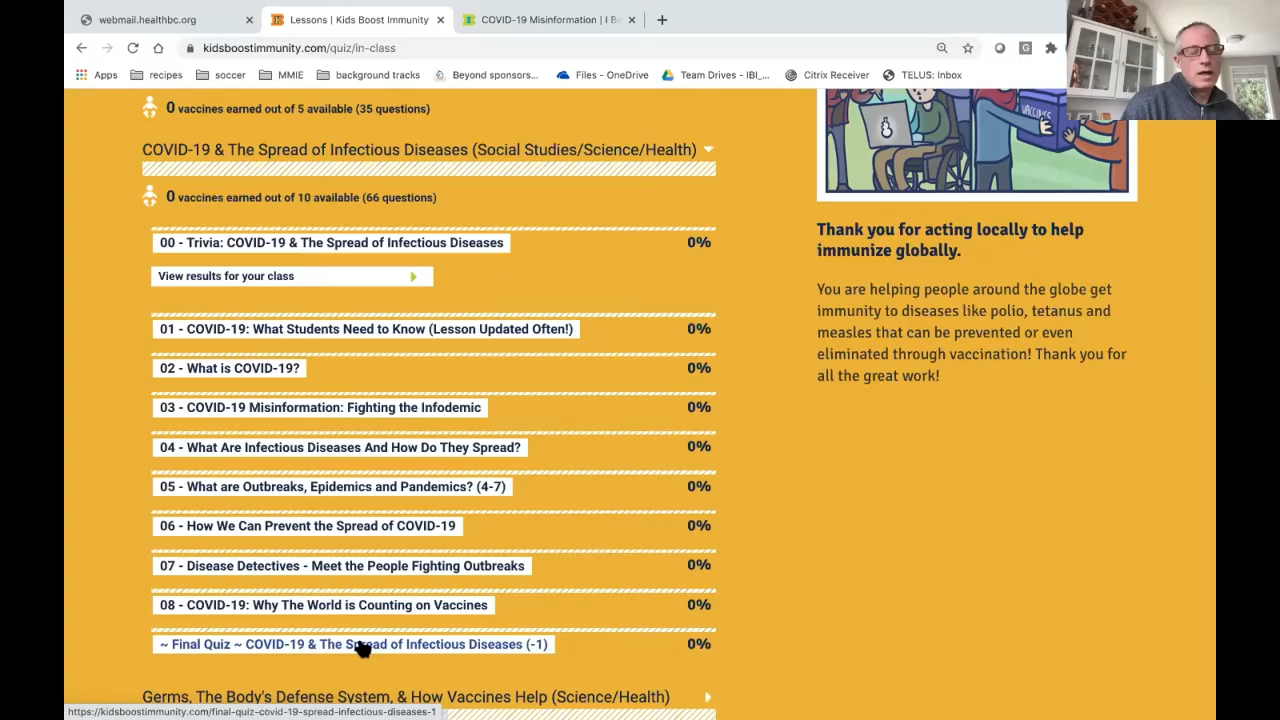 webmail.healthbc.org
Lessons | Kids Boost Immunity
COVID-19 Misinformation | I B
kidsboostimmunity.com/quiz/in-class
Apps
recipes
soccer
MMIE
background tracks
Beyond sponsors...
Files - OneDrive
Team Drives - IBI_...
Citrix Receiver
TELUS: Inbox
0 vaccines earned out of 5 available (35 questions)
COVID-19 & The Spread of Infectious Diseases (Social Studies/Science/Health)
0 vaccines earned out of 10 available (66 questions)
00 - Trivia: COVID-19 & The Spread of Infectious Diseases 0%
View results for your class
01 - COVID-19: What Students Need to Know (Lesson Updated Often!) 0%
02 - What is COVID-19? 0%
03 - COVID-19 Misinformation: Fighting the Infodemic 0%
04 - What Are Infectious Diseases And How Do They Spread? 0%
05 - What are Outbreaks, Epidemics and Pandemics? (4-7) 0%
06 - How We Can Prevent the Spread of COVID-19 0%
07 - Disease Detectives - Meet the People Fighting Outbreaks 0%
08 - COVID-19: Why The World is Counting on Vaccines 0%
~ Final Quiz ~ COVID-19 & The Spread of Infectious Diseases (-1) 0%
Germs, The Body's Defense System, & How Vaccines Help (Science/Health)
https://kidsboostimmunity.com/final-quiz-covid-19-spread-infectious-diseases-1
VACCINES
Thank you for acting locally to help
immunize globally.
You are helping people around the globe get
immunity to diseases like polio, tetanus and
measles that can be prevented or even
eliminated through vaccination! Thank you for
all the great work!